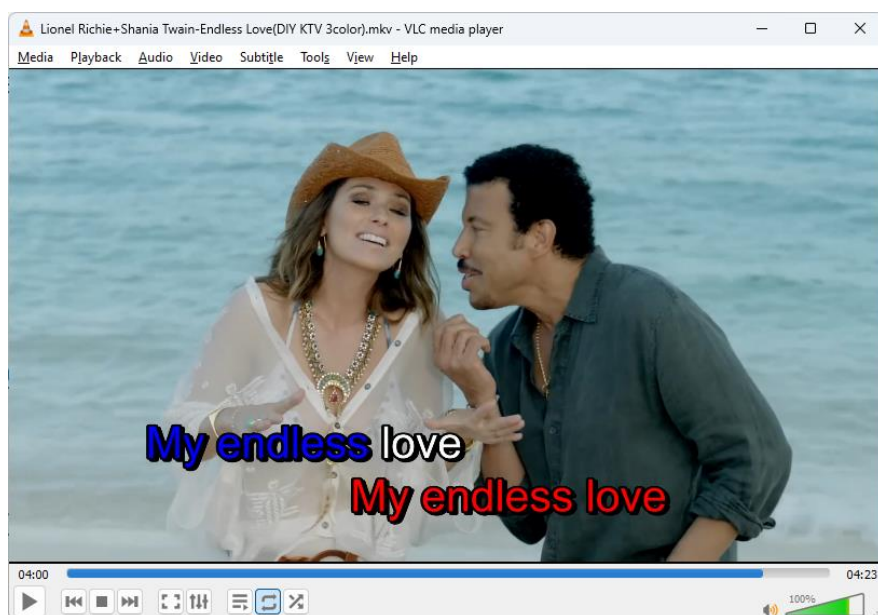 Lionel Richie+Shania Twain-Endless Love(DIY KTV 3color).mkv - VLC media player
Media Playback Audio Video Subtitle Tools View Help
My endless love
My endless love
04:00 04:23
100%